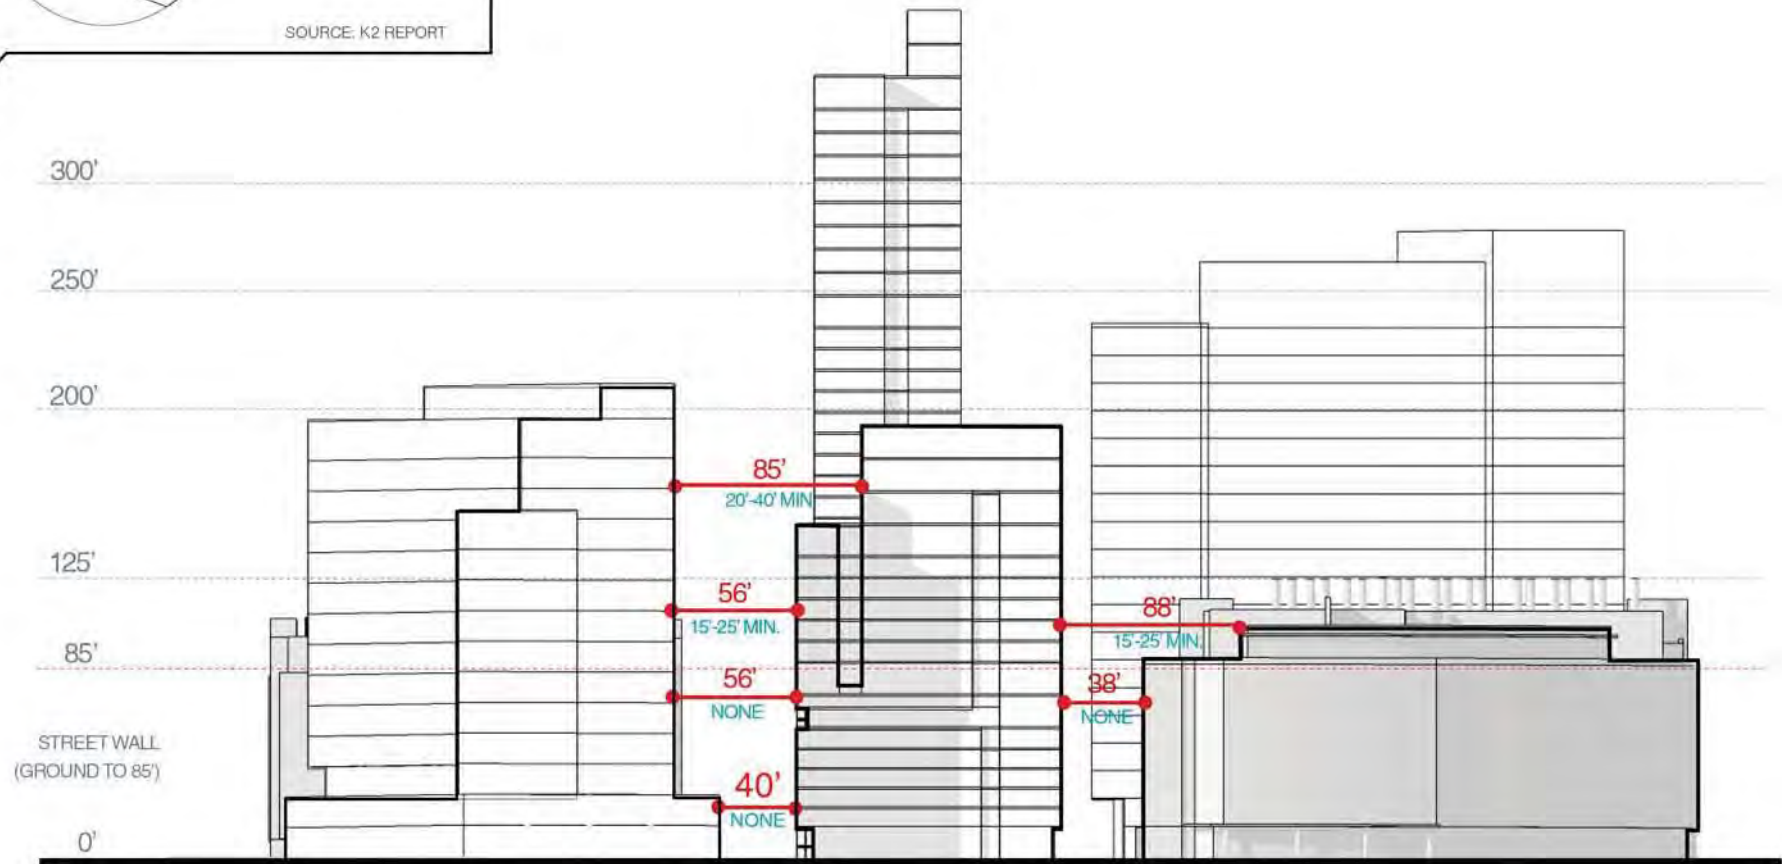 SOURCE: K2 REPORT
300'
250'
200'
85'
20'-40' MIN
125'
56'
15'-25' MIN.
88'
15'-25' MIN.
85'
56'
NONE
38'
NONE
STREET WALL
(GROUND TO 85')
40'
NONE
0'